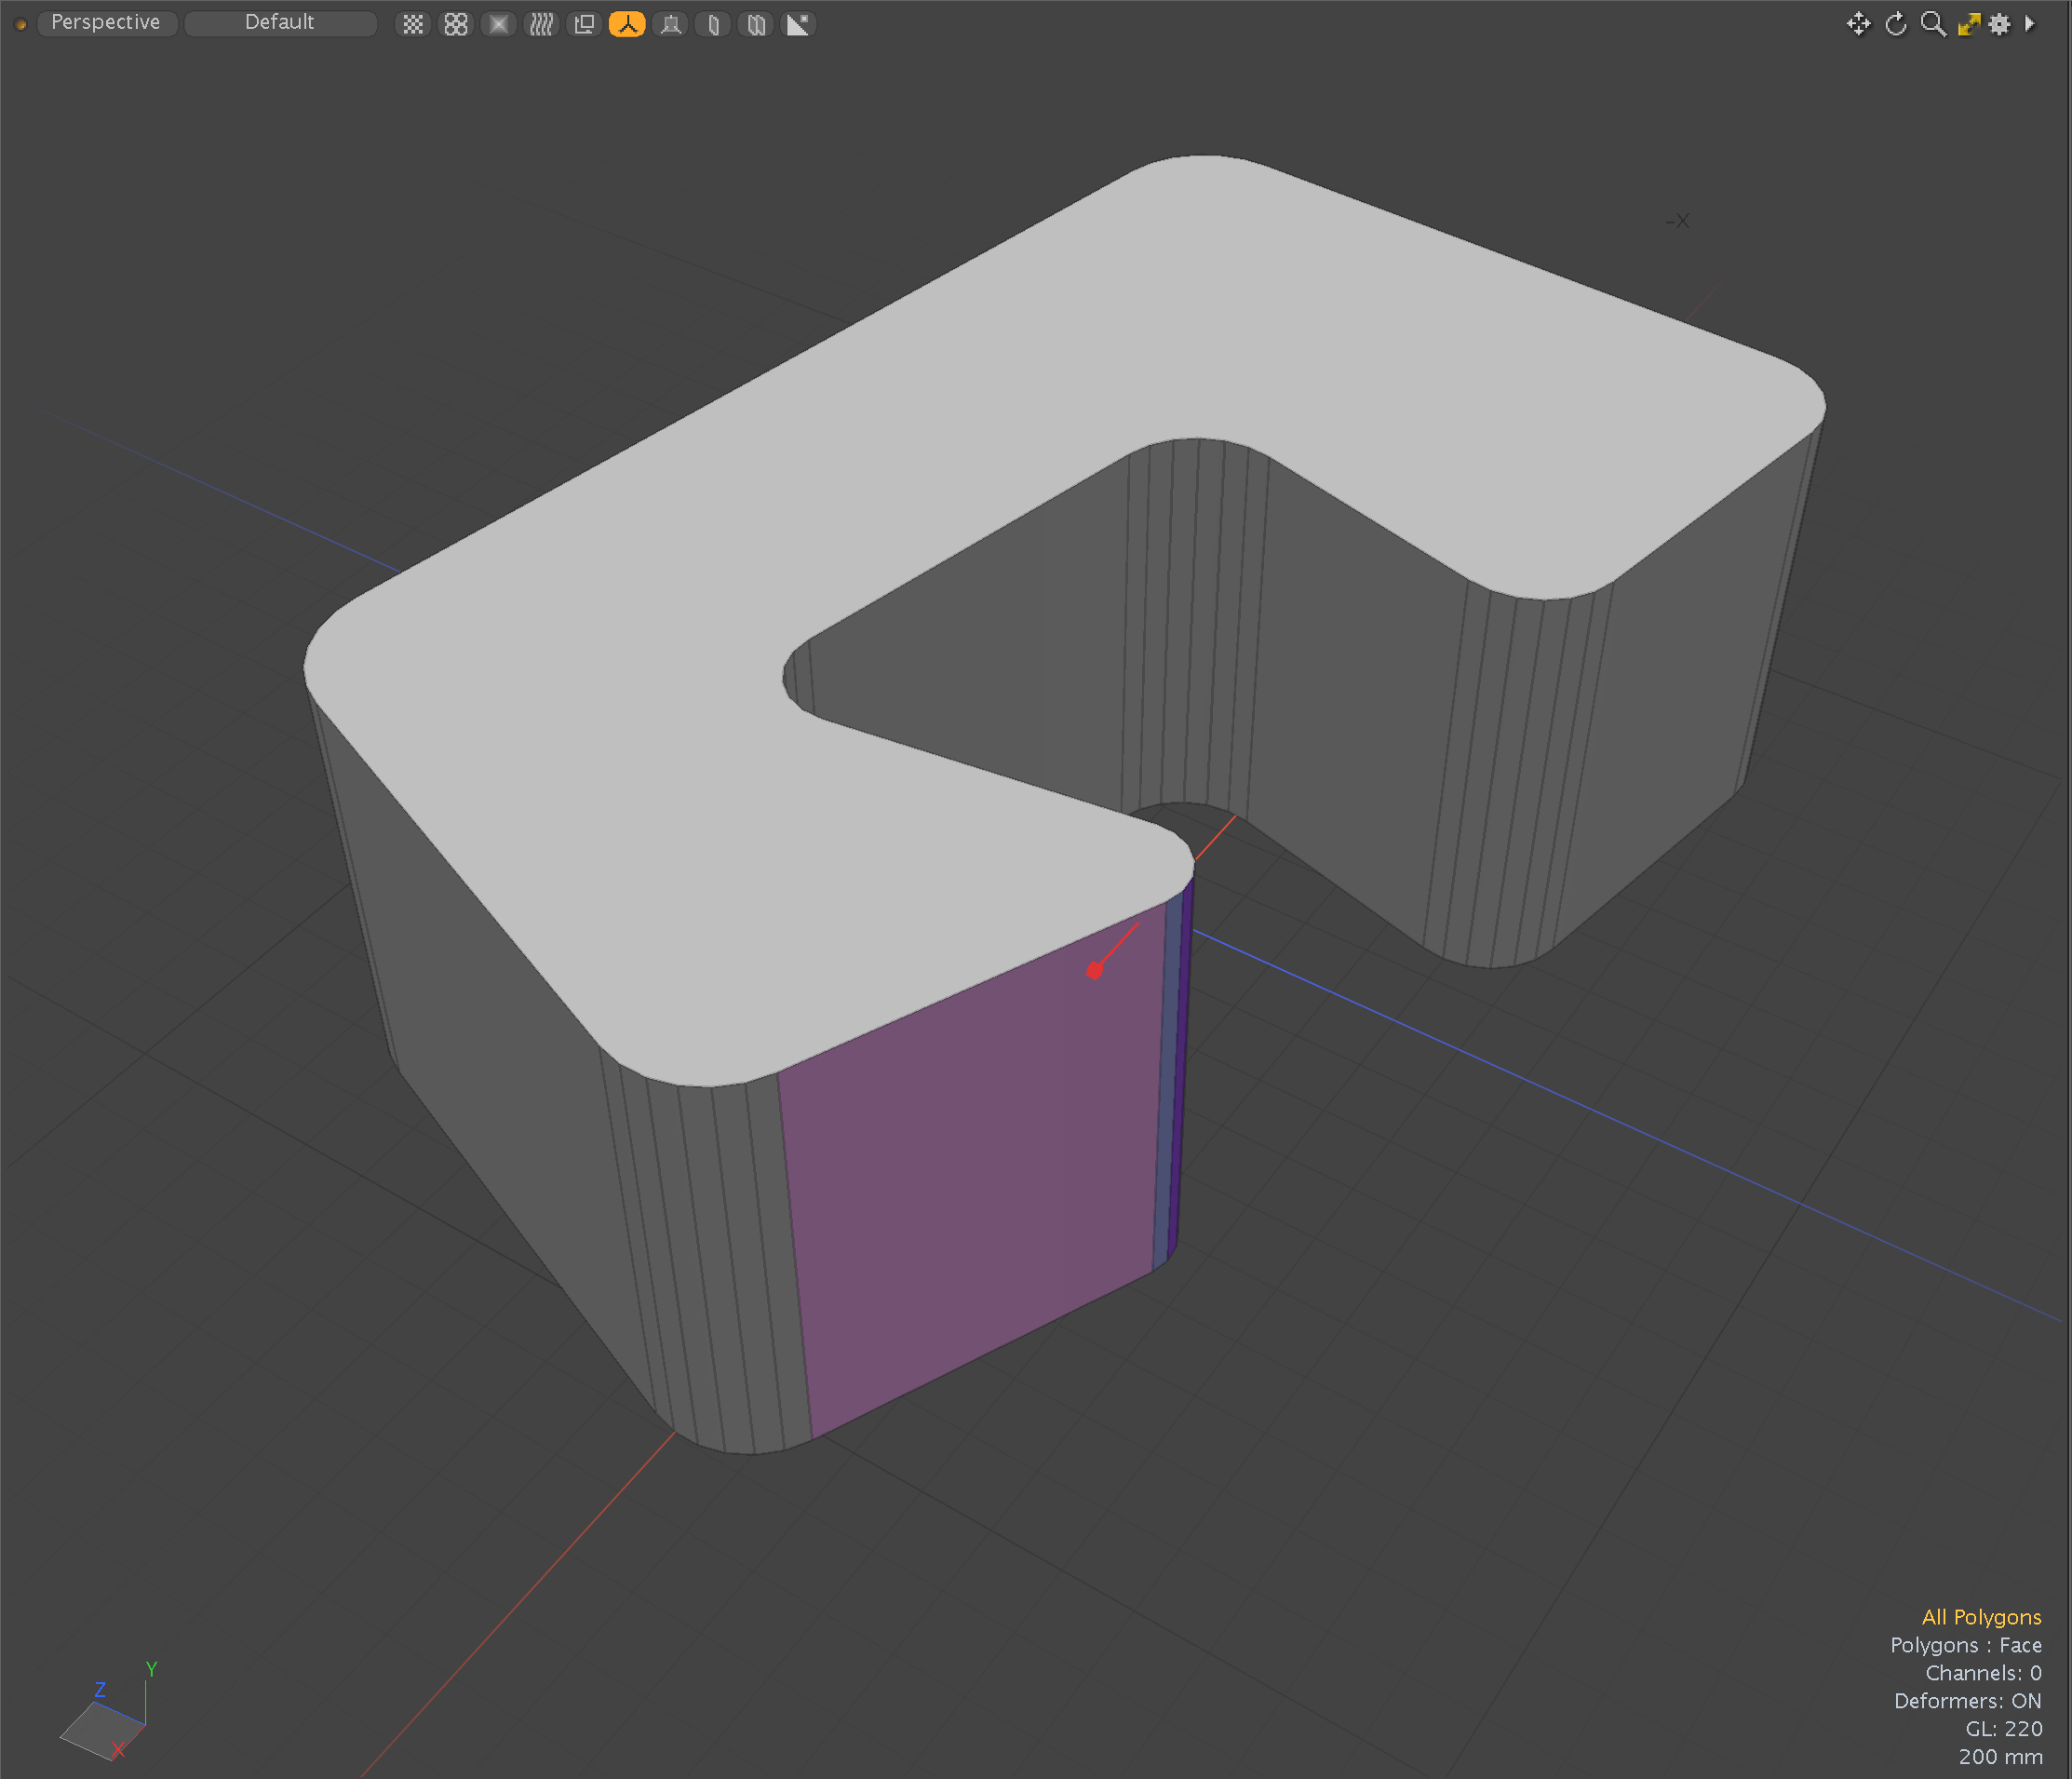 Perspective
Default
-X
All Polygons
Polygons : Face
Channels: 0
Deformers: ON
GL: 220
200 mm
Y
Z
X